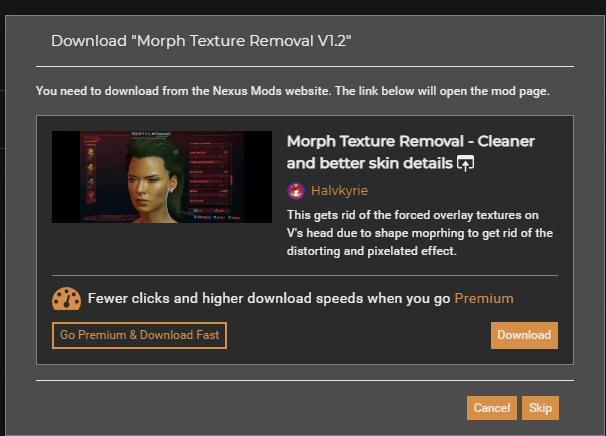 Download "Morph Texture Removal V1.2"
You need to download from the Nexus Mods website. The link below will open the mod page.
Morph Texture Removal - Cleaner
and better skin details
Halvkyrie
This gets rid of the forced overlay textures on
V's head due to shape moprhing to get rid of the
distorting and pixelated effect.
Fewer clicks and higher download speeds when you go Premium
Go Premium & Download Fast
Download
Cancel
Skip